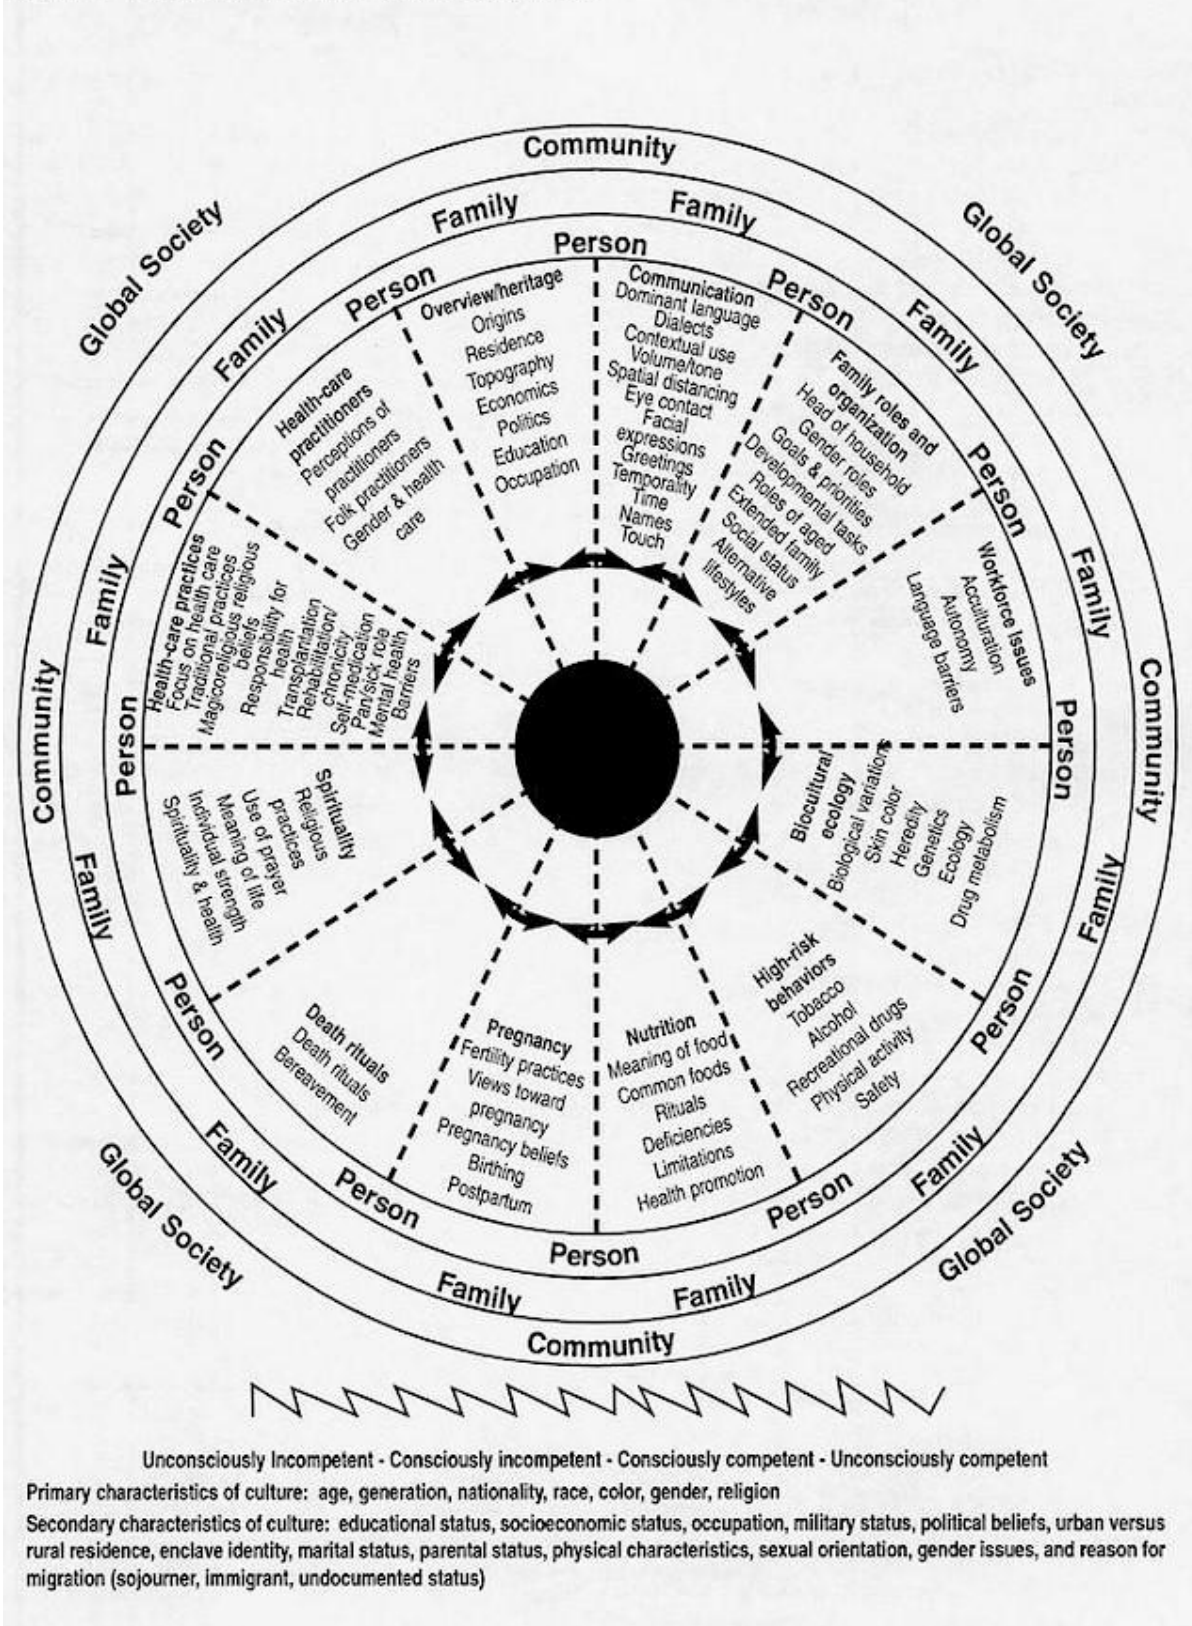 Community
Family
Family
Person
Global Society
Global Society
Person
Person
Family
Family
Overview/heritage
Origins
Residence
Topography
Economics
Politics
Education
Occupation
Communication
Dominant language
Dialects
Contextual use
Volume/tone
Spatial distancing
Eye contact
Facial
expressions
Greetings
Temporality
Time
Names
Touch
Family roles and
organization
Head of household
Gender roles
Goals & priorities
Developmental tasks
Roles of aged
Extended family
Social status
Alternative
lifestyles
Person
Family
Workforce issues
Acculturation
Autonomy
Language barriers
Person
Community
Biocultural
ecology
Biological variations
Skin color
Heredity
Genetics
Ecology
Drug metabolism
Family
Person
High-risk
behaviors
Tobacco
Alcohol
Recreational drugs
Physical activity
Safety
Family
Global Society
Person
Nutrition
Meaning of food
Common foods
Rituals
Deficiencies
Limitations
Health promotion
Person
Family
Community
Pregnancy
Fertility practices
Views toward
pregnancy
Pregnancy beliefs
Birthing
Postpartum
Family
Person
Death rituals
Death rituals
Bereavement
Family
Global Society
Person
Spirituality
Religious
practices
Use of prayer
Meaning of life
Individual strength
Spirituality & health
Family
Person
Community
Health-care practices
Focus on health care
Traditional practices
Magicoreligious religious
beliefs
Responsibility for
health
Transplantation
Rehabilitation/
chronicity
Self-medication
Pan/sick role
Mental health
Barriers
Family
Person
Health-care
practitioners
Perceptions of
practitioners
Folk practitioners
Gender & health
care
Unconsciously Incompetent - Consciously incompetent - Consciously competent - Unconsciously competent
Primary characteristics of culture: age, generation, nationality, race, color, gender, religion
Secondary characteristics of culture: educational status, socioeconomic status, occupation, military status, political beliefs, urban versus
rural residence, enclave identity, marital status, parental status, physical characteristics, sexual orientation, gender issues, and reason for
migration (sojourner, immigrant, undocumented status)